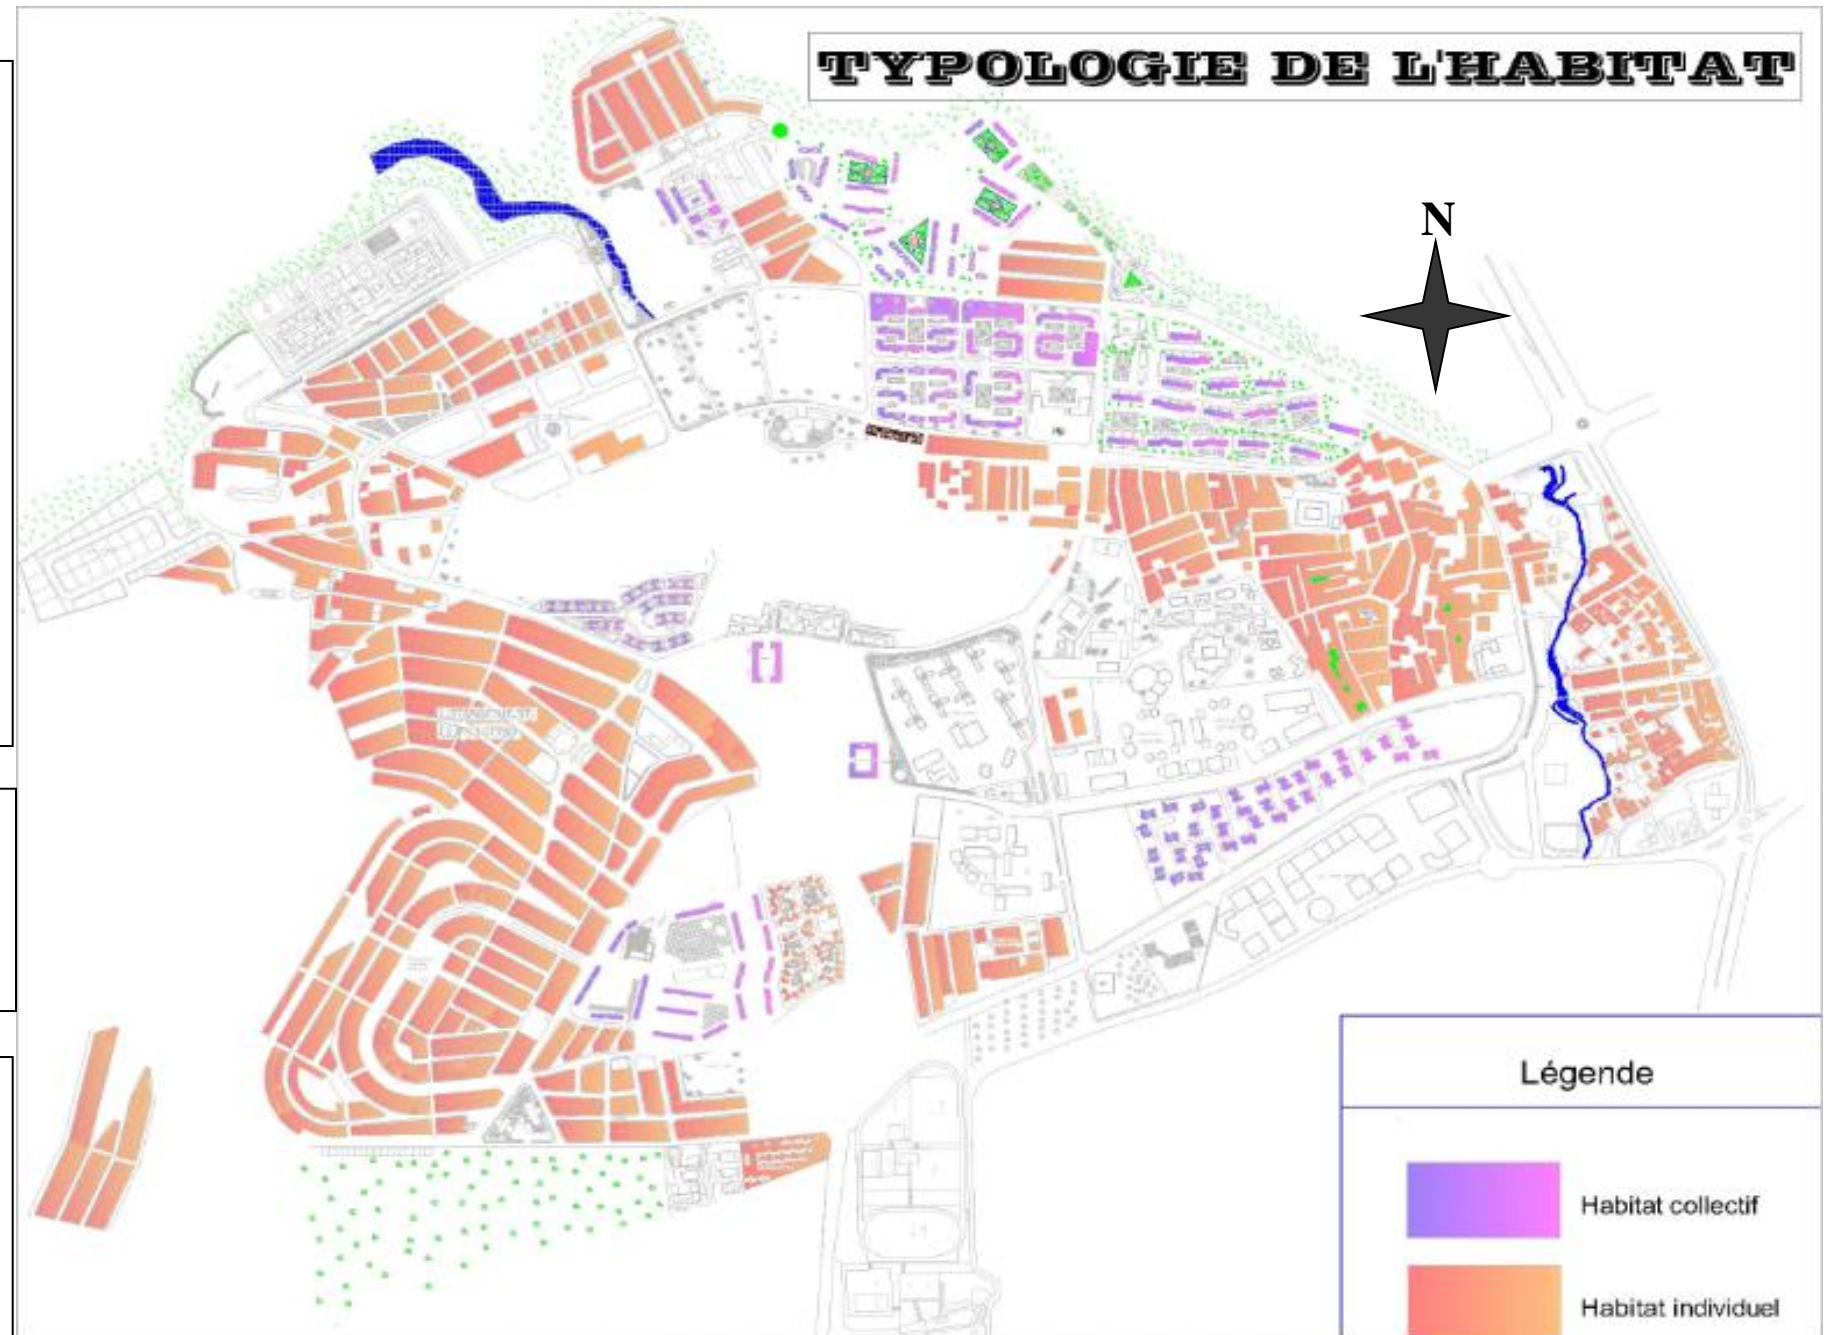 TYPOLOGIE DE L'HABITAT
N
Légende
Habitat collectif
Habitat individuel